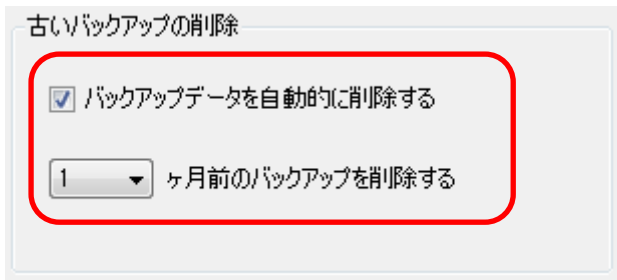 古いバックアップの削除
バックアップデータを自動的に削除する
1 ヶ月前のバックアップを削除する